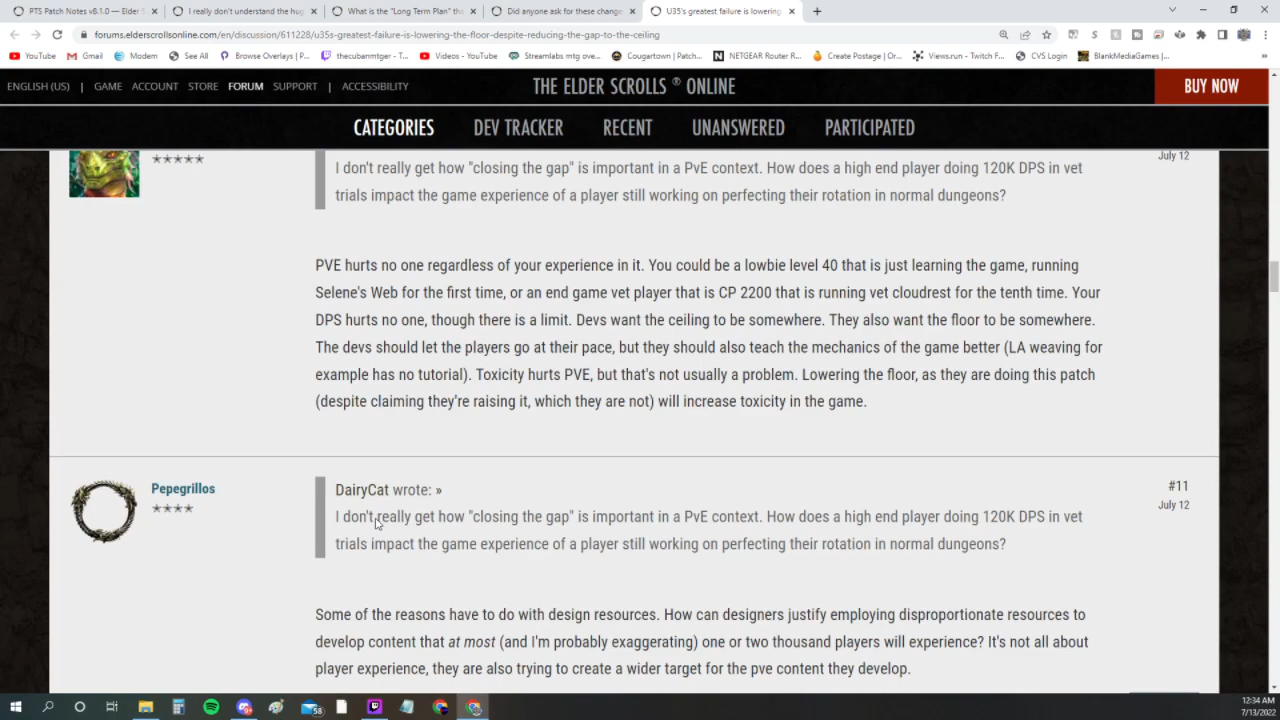 PTS Patch Notes v8.1.0 — Elder S
I really don't understand the hug
What is the "Long Term Plan" tha
Did anyone ask for these change
U35's greatest failure is lowering
forums.elderscrollsonline.com/en/discussion/611228/u35s-greatest-failure-is-lowering-the-floor-despite-reducing-the-gap-to-the-ceiling
YouTube
Gmail
Modem
See All
Browse Overlays | P...
thecubanmtger - T...
Videos - YouTube
Streamlabs mtg ove...
Cougartown | Patch...
NETGEAR Router R...
Create Postage | Or...
Views.run - Twitch F...
CVS Login
BlankMediaGames |...
ENGLISH (US) | GAME ACCOUNT STORE FORUM SUPPORT | ACCESSIBILITY
THE ELDER SCROLLS ® ONLINE
BUY NOW
CATEGORIES DEV TRACKER RECENT UNANSWERED PARTICIPATED
July 12
I don't really get how "closing the gap" is important in a PvE context. How does a high end player doing 120K DPS in vet
trials impact the game experience of a player still working on perfecting their rotation in normal dungeons?
PVE hurts no one regardless of your experience in it. You could be a lowbie level 40 that is just learning the game, running
Selene's Web for the first time, or an end game vet player that is CP 2200 that is running vet cloudrest for the tenth time. Your
DPS hurts no one, though there is a limit. Devs want the ceiling to be somewhere. They also want the floor to be somewhere.
The devs should let the players go at their pace, but they should also teach the mechanics of the game better (LA weaving for
example has no tutorial). Toxicity hurts PVE, but that's not usually a problem. Lowering the floor, as they are doing this patch
(despite claiming they're raising it, which they are not) will increase toxicity in the game.
Pepegrillos
#11
July 12
DairyCat wrote: »
I don't really get how "closing the gap" is important in a PvE context. How does a high end player doing 120K DPS in vet
trials impact the game experience of a player still working on perfecting their rotation in normal dungeons?
Some of the reasons have to do with design resources. How can designers justify employing disproportionate resources to
develop content that at most (and I'm probably exaggerating) one or two thousand players will experience? It's not all about
player experience, they are also trying to create a wider target for the pve content they develop.
58
12:34 AM
7/13/2022